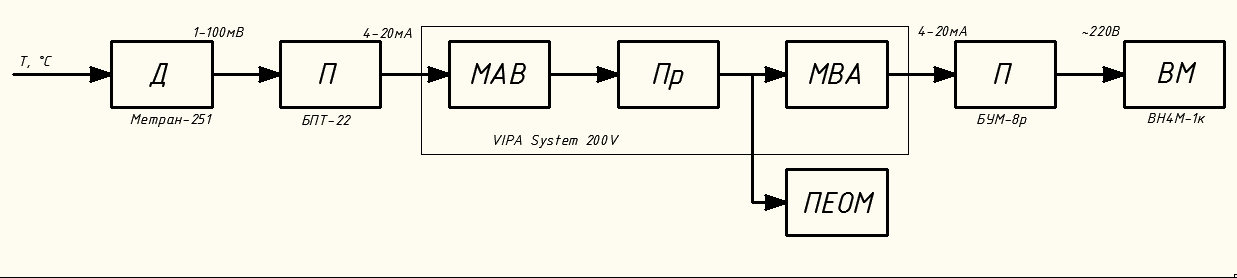 1-100мВ
4-20мА
4-20мА
~220В
Т, °С
Д
П
МАВ
Пр
МВА
П
ВМ
Метран-251
БПТ-22
БУМ-8р
ВН4М-1к
VIPA System 200V
ПЕОМ